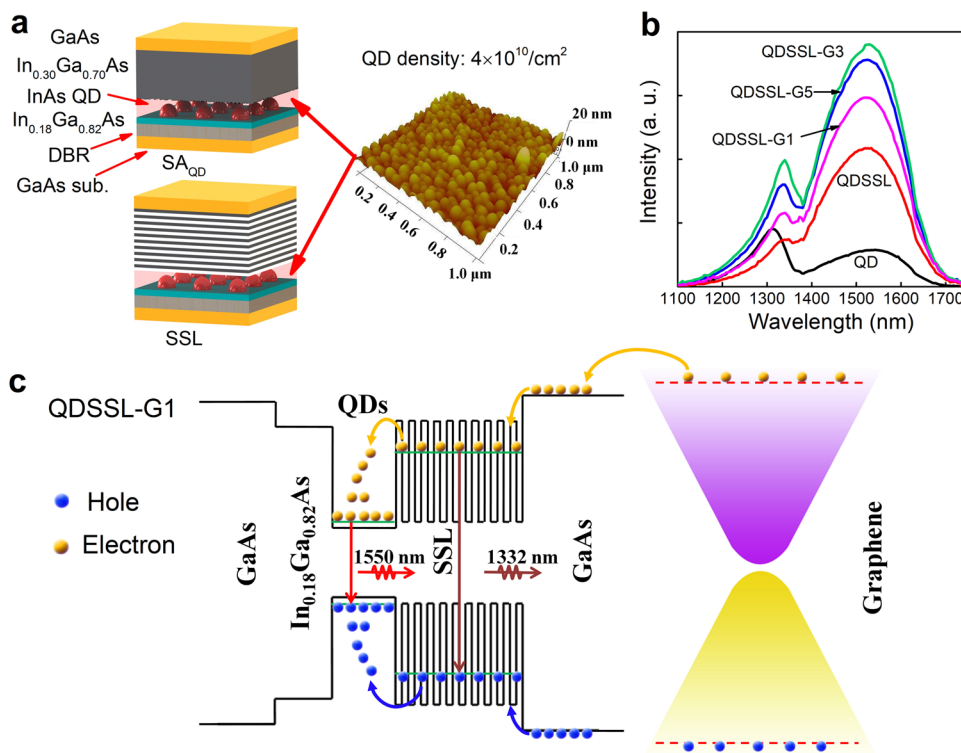 a
GaAs
In0.30Ga0.70As
InAs QD
In0.18Ga0.82As
DBR
GaAs sub.
SAQD
SSL
QD density: 4×10^10/cm^2
20 nm
0 nm
1.0 μm
0.8
0.6
0.4
0.2
0.2
0.4
0.6
0.8
1.0 μm
b
Intensity (a. u.)
QDSSL-G3
QDSSL-G5
QDSSL-G1
QDSSL
QD
1100 1200 1300 1400 1500 1600 1700
Wavelength (nm)
c
QDSSL-G1
Hole
Electron
GaAs
In0.18Ga0.82As
QDs
1550 nm
SSL
1332 nm
GaAs
Graphene